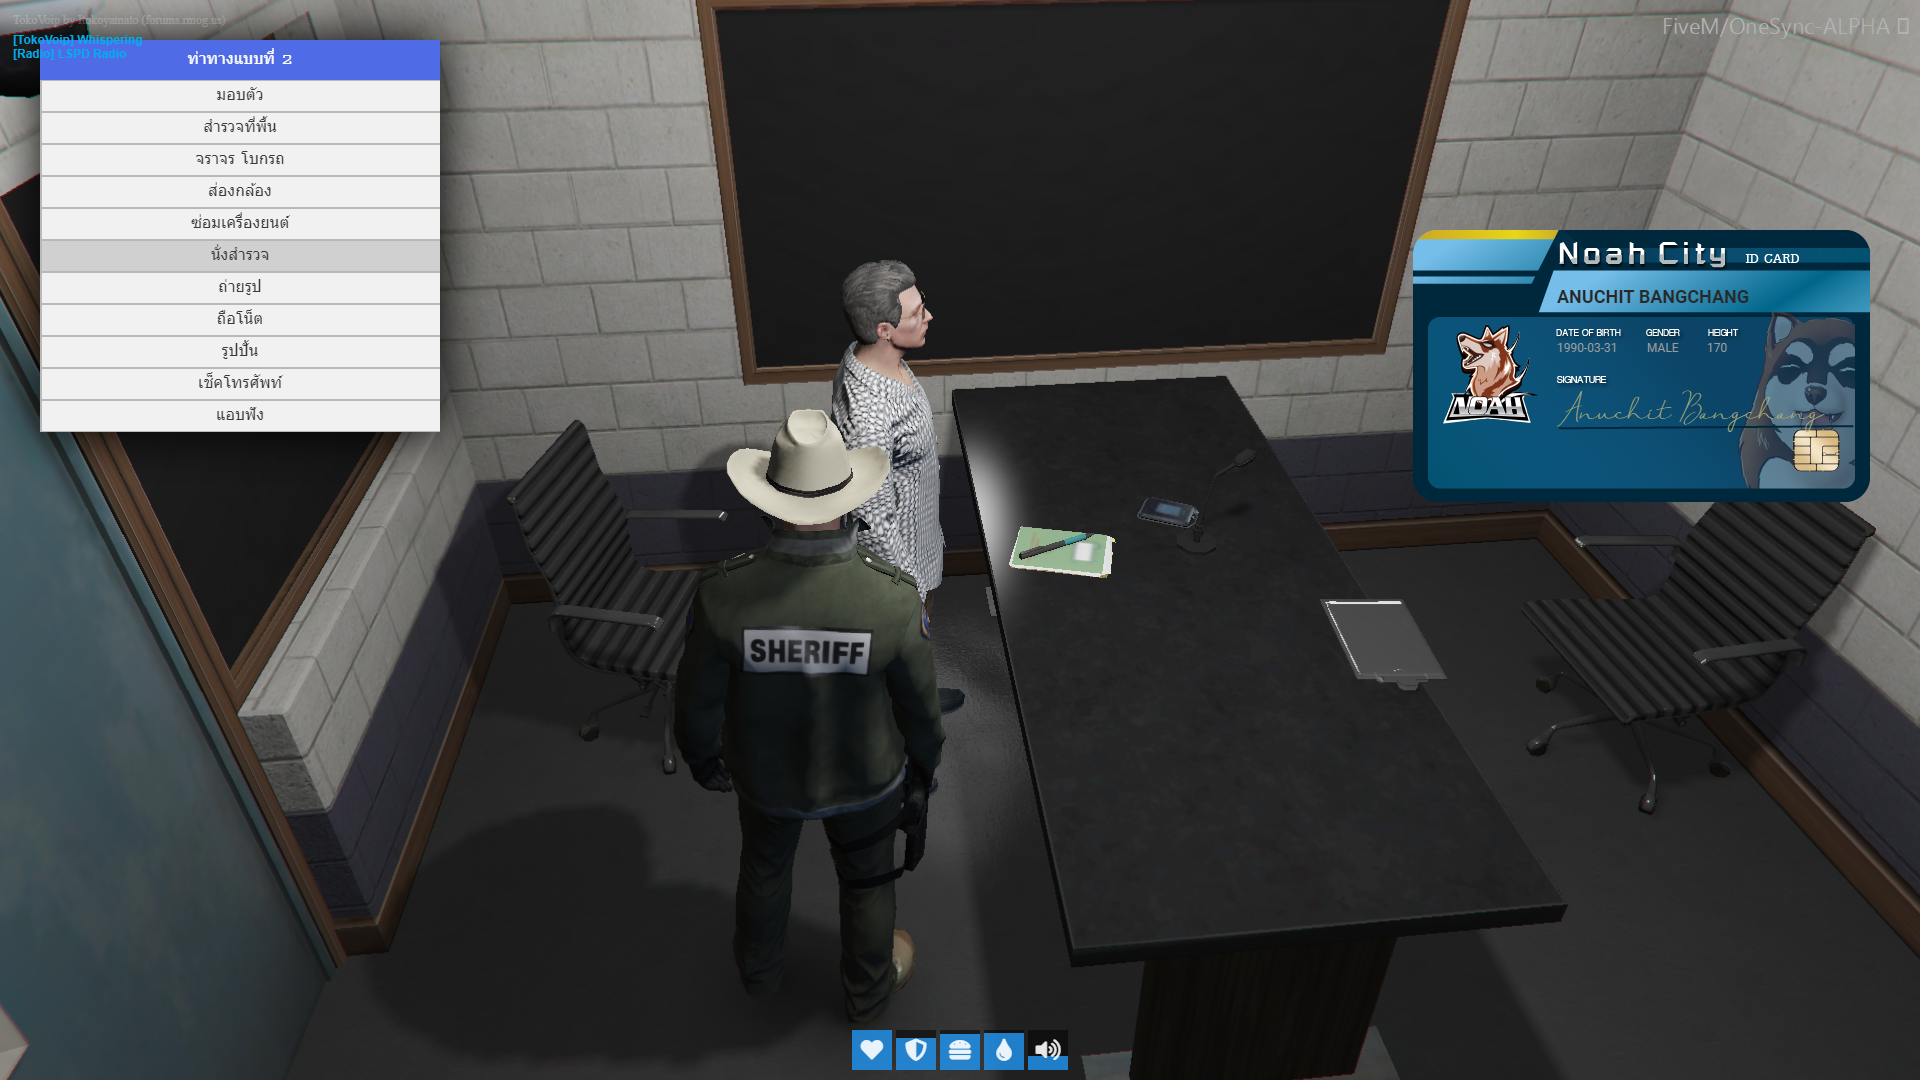 TokoVoip by Itokoyamato (forums.rmog.us)
[TokoVoip] Whispering
[Radio] LSPD Radio
FiveM/OneSync-ALPHA
ท่าทางแบบที่ 2
มอบตัว
สำรวจที่พื้น
จราจร โบกรถ
ส่องกล้อง
ซ่อมเครื่องยนต์
นั่งสำรวจ
ถ่ายรูป
ถือโน็ต
รูปปั้น
เช็คโทรศัพท์
แอบฟัง
Noah City ID CARD
ANUCHIT BANGCHANG
DATE OF BIRTH GENDER HEIGHT
1990-03-31 MALE 170
SIGNATURE
Anuchit Bangchang
NOAH
SHERIFF